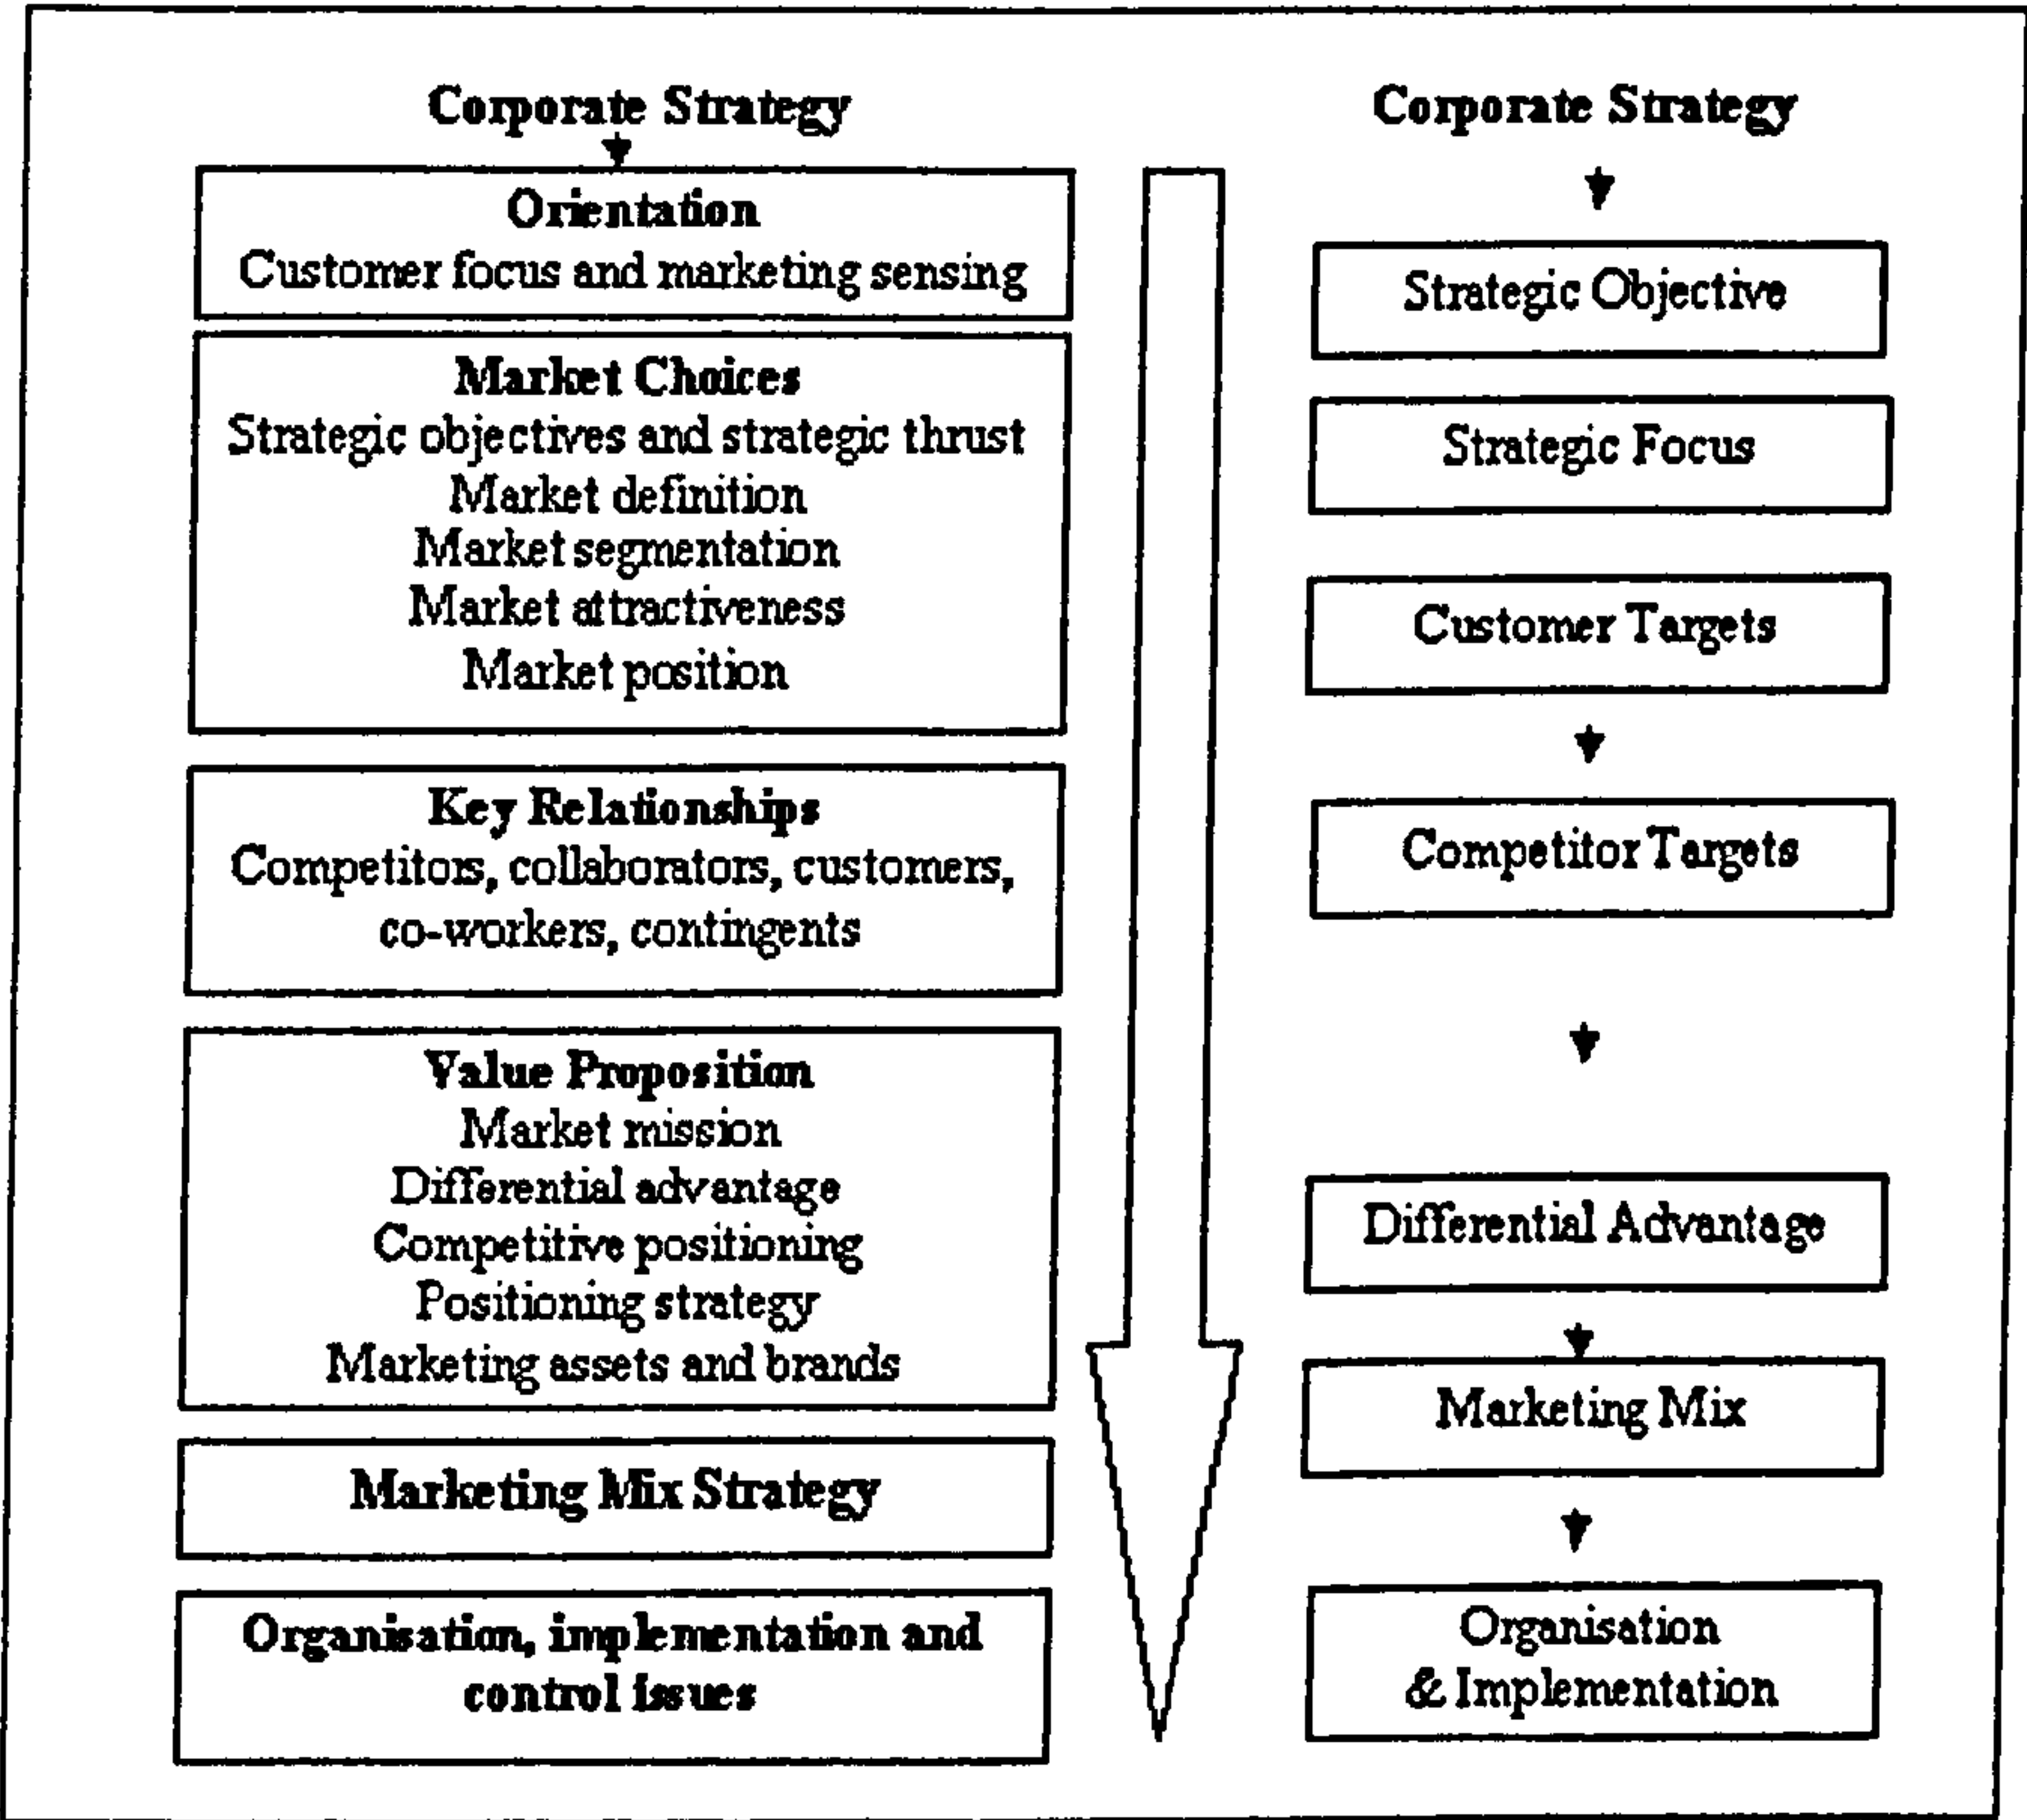 Corporate Strategy
Orientation
Customer focus and marketing sensing
Market Choices
Strategic objectives and strategic thrust
Market definition
Market segmentation
Market attractiveness
Market position
Key Relationships
Competitors, collaborators, customers,
co-workers, contingents
Value Proposition
Market mission
Differential advantage
Competitive positioning
Positioning strategy
Marketing assets and brands
Marketing Mix Strategy
Organisation, implementation and
control issues
Corporate Strategy
Strategic Objective
Strategic Focus
Customer Targets
Competitor Targets
Differential Advantage
Marketing Mix
Organisation
& Implementation